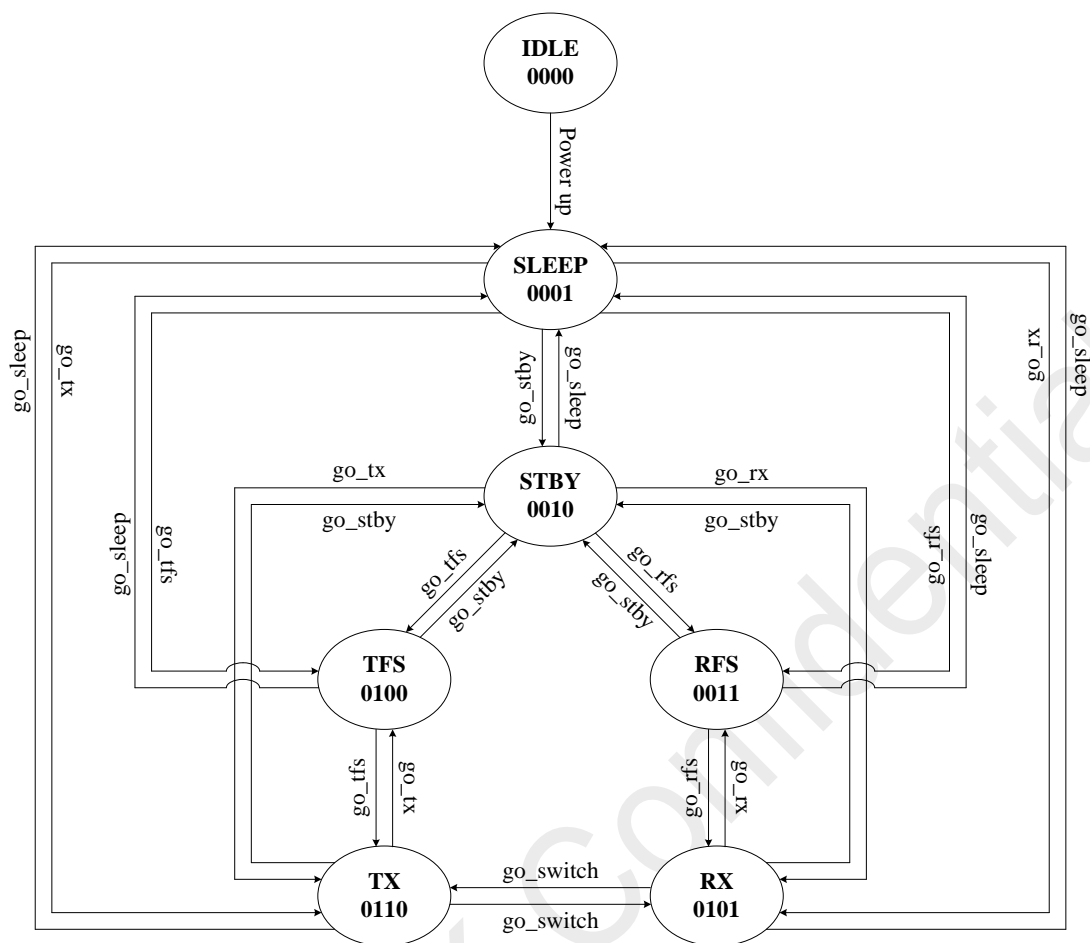 IDLE
0000
Power up
SLEEP
0001
go_sleep
go_tx
go_sleep
go_tfs
go_stby
go_sleep
go_rfs
go_sleep
go_rx
go_sleep
STBY
0010
go_tx
go_stby
go_rx
go_stby
go_tfs
go_stby
go_rfs
go_stby
TFS
0100
RFS
0011
go_tfs
go_tx
go_rfs
go_rx
TX
0110
go_switch
go_switch
RX
0101
X Confidential